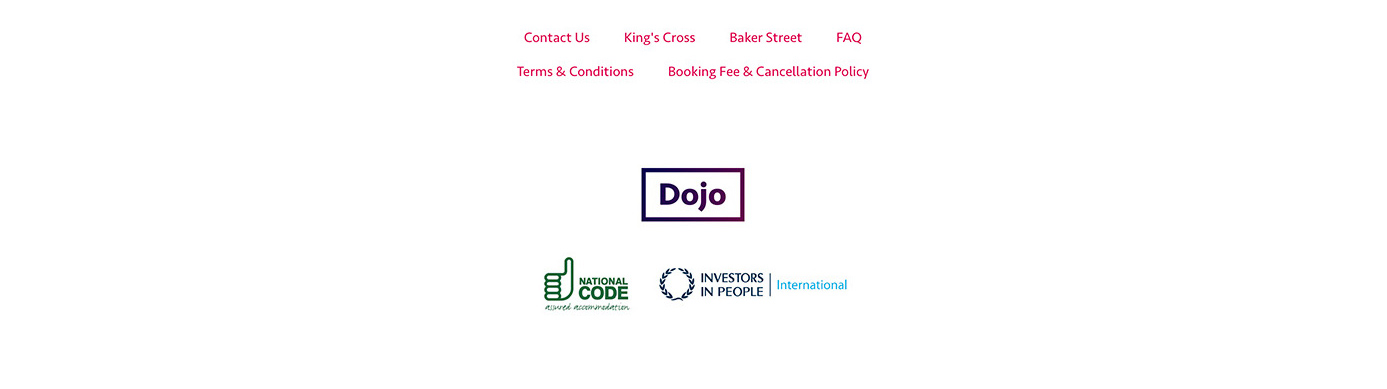 Contact Us King's Cross Baker Street FAQ
Terms & Conditions Booking Fee & Cancellation Policy
Dojo
NATIONAL
CODE
assured accommodation
INVESTORS
IN PEOPLE
International